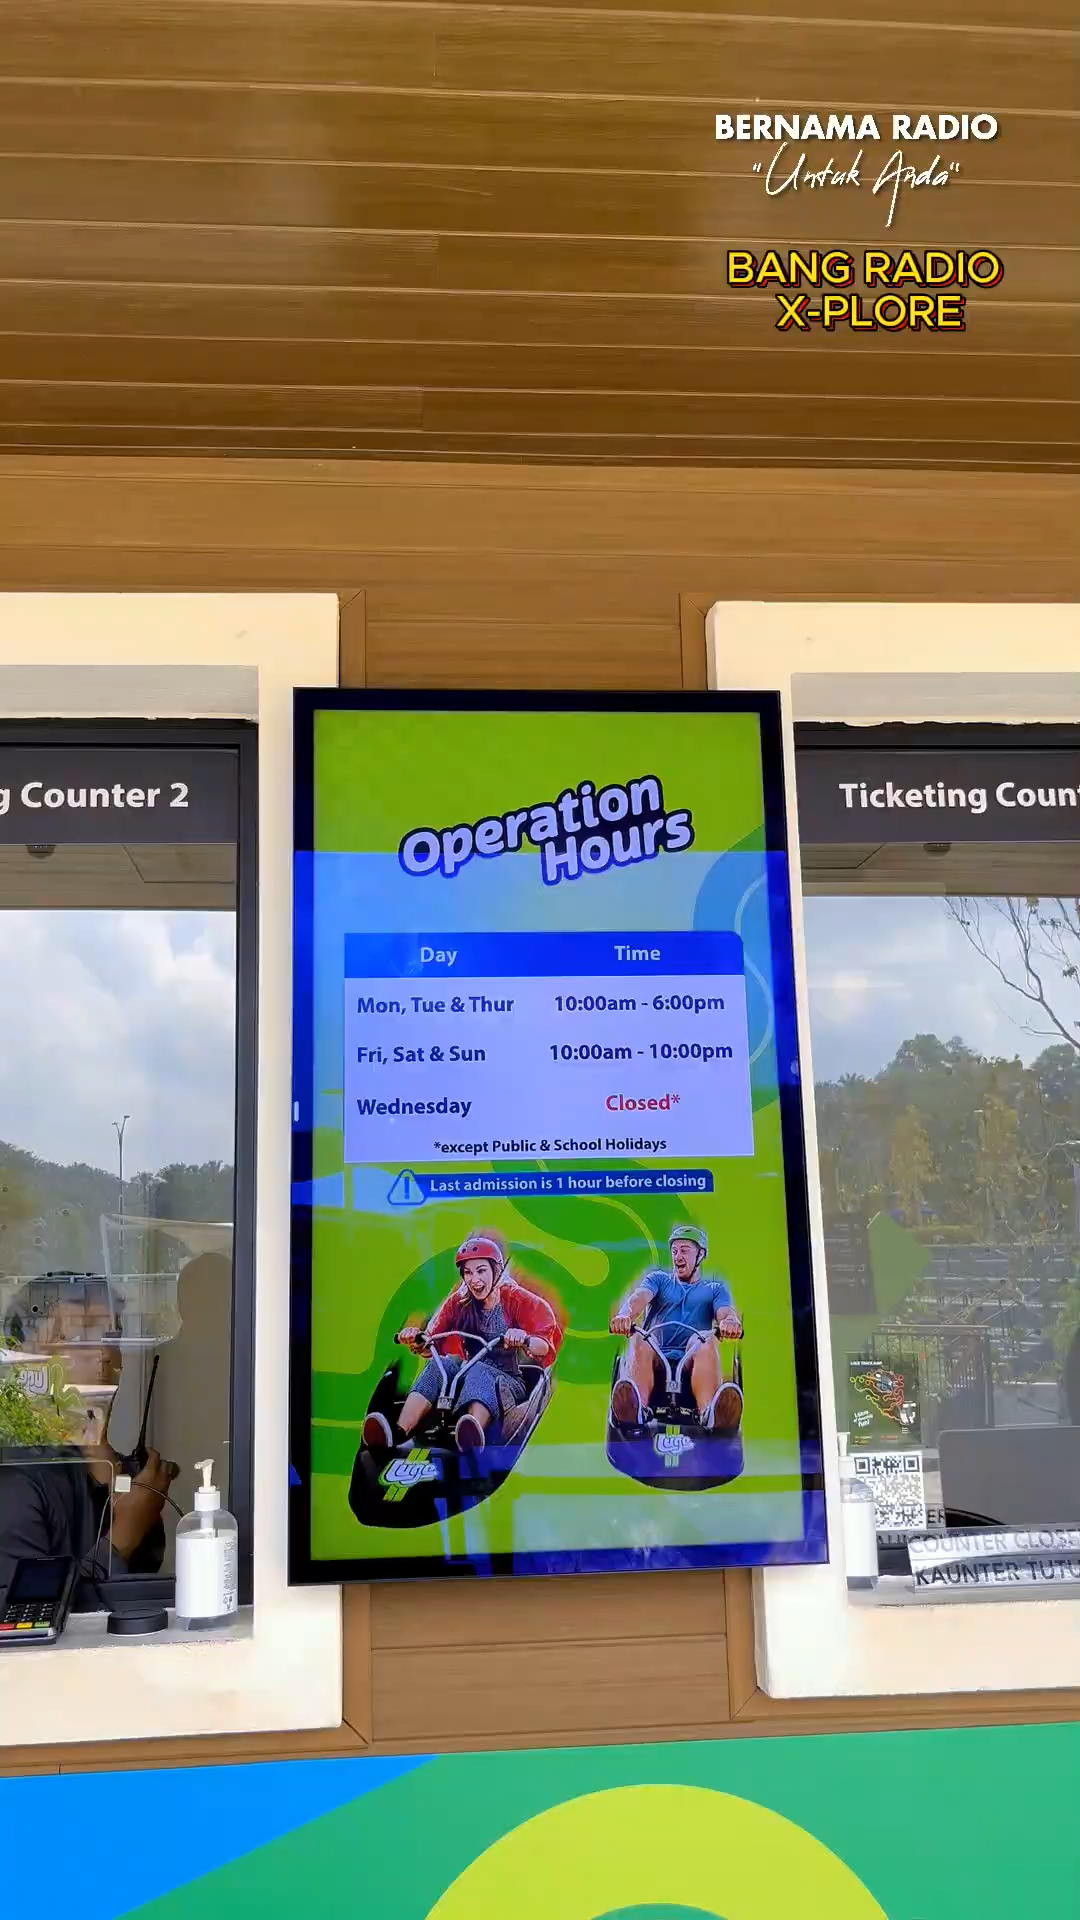 BERNAMA RADIO
"Untuk Anda"
BANG RADIO
X-PLORE
g Counter 2
Ticketing Coun
Operation
Hours
Day Time
Mon, Tue & Thur 10:00am - 6:00pm
Fri, Sat & Sun 10:00am - 10:00pm
Wednesday Closed*
*except Public & School Holidays
Last admission is 1 hour before closing
Luge
Luge
COUNTER CLOSE
KAUNTER TUTU